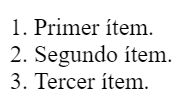 1. Primer ítem.
2. Segundo ítem.
3. Tercer ítem.